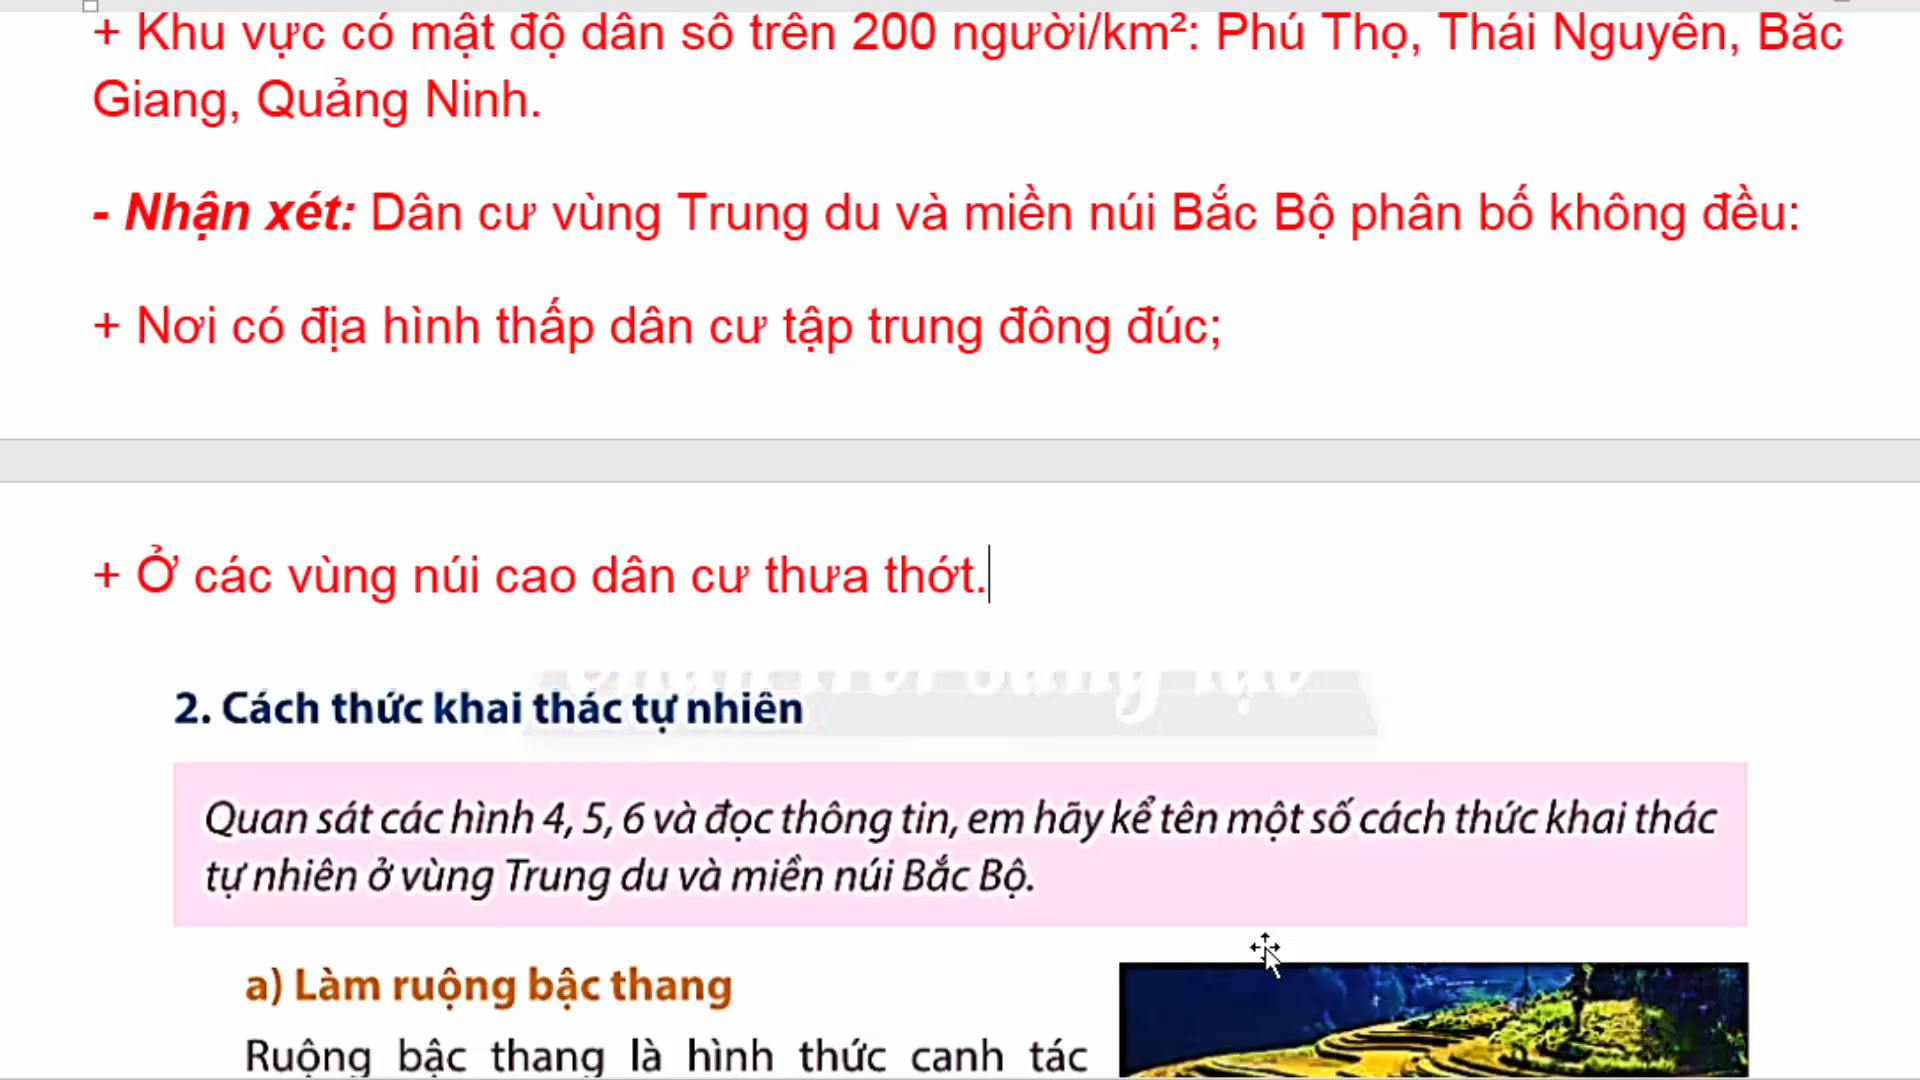 + Khu vực có mật độ dân số trên 200 người/km²: Phú Thọ, Thái Nguyên, Bắc
Giang, Quảng Ninh.
- Nhận xét: Dân cư vùng Trung du và miền núi Bắc Bộ phân bố không đều:
+ Nơi có địa hình thấp dân cư tập trung đông đúc;
+ Ở các vùng núi cao dân cư thưa thớt.
2. Cách thức khai thác tự nhiên
Quan sát các hình 4, 5, 6 và đọc thông tin, em hãy kể tên một số cách thức khai thác
tự nhiên ở vùng Trung du và miền núi Bắc Bộ.
a) Làm ruộng bậc thang
Ruộng bậc thang là hình thức canh tác